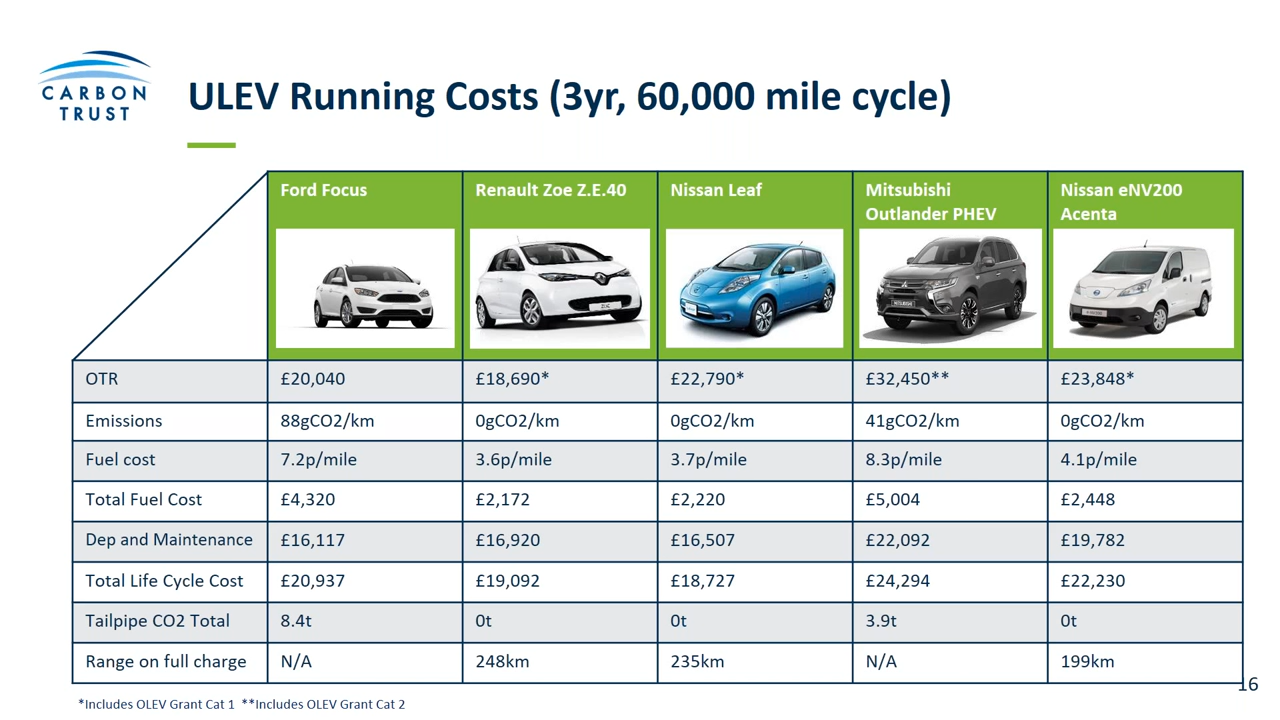 CARBON
TRUST
ULEV Running Costs (3yr, 60,000 mile cycle)
Ford Focus
Renault Zoe Z.E.40
Nissan Leaf
Mitsubishi
Outlander PHEV
Nissan eNV200
Acenta
OTR £20,040 £18,690* £22,790* £32,450** £23,848*
Emissions 88gCO2/km 0gCO2/km 0gCO2/km 41gCO2/km 0gCO2/km
Fuel cost 7.2p/mile 3.6p/mile 3.7p/mile 8.3p/mile 4.1p/mile
Total Fuel Cost £4,320 £2,172 £2,220 £5,004 £2,448
Dep and Maintenance £16,117 £16,920 £16,507 £22,092 £19,782
Total Life Cycle Cost £20,937 £19,092 £18,727 £24,294 £22,230
Tailpipe CO2 Total 8.4t 0t 0t 3.9t 0t
Range on full charge N/A 248km 235km N/A 199km
16
*Includes OLEV Grant Cat 1 **Includes OLEV Grant Cat 2